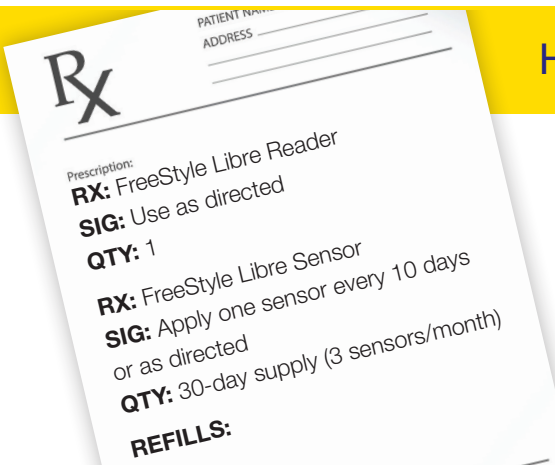 H
Rx
PATIENT NAM
ADDRESS
Prescription:
RX: FreeStyle Libre Reader
SIG: Use as directed
QTY: 1
RX: FreeStyle Libre Sensor
SIG: Apply one sensor every 10 days
or as directed
QTY: 30-day supply (3 sensors/month)
REFILLS: